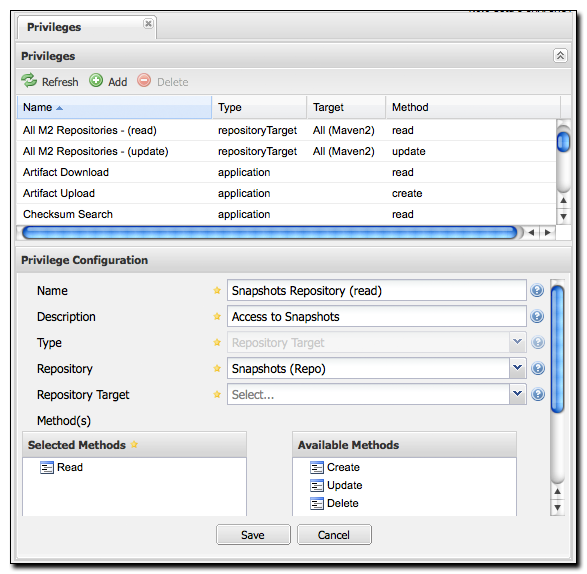 Privileges
Privileges
Refresh Add Delete
Name Type Target Method
All M2 Repositories - (read) repositoryTarget All (Maven2) read
All M2 Repositories - (update) repositoryTarget All (Maven2) update
Artifact Download application read
Artifact Upload application create
Checksum Search application read
Privilege Configuration
Name Snapshots Repository (read)
Description Access to Snapshots
Type Repository Target
Repository Snapshots (Repo)
Repository Target Select...
Method(s)
Selected Methods Available Methods
Read Create
Update
Delete
Save Cancel